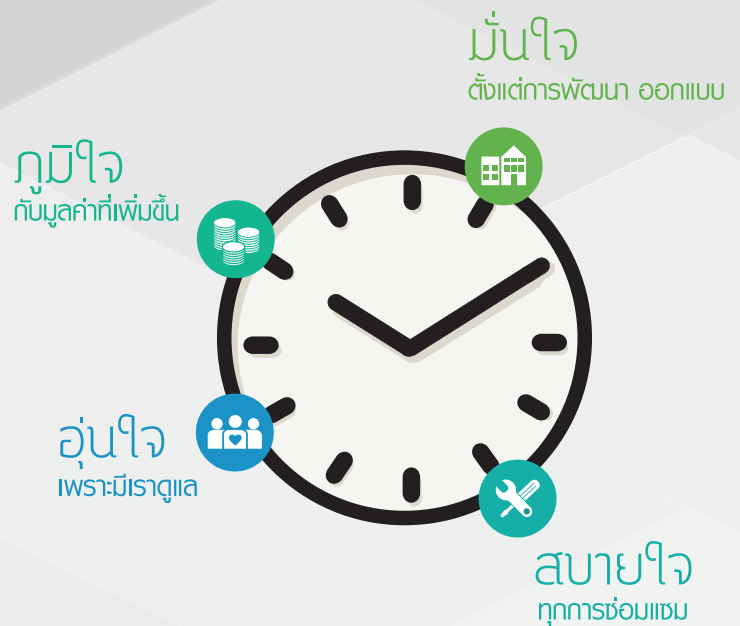 มั่นใจ
ตั้งแต่การพัฒนา ออกแบบ
ภูมิใจ
กับมูลค่าที่เพิ่มขึ้น
อุ่นใจ
เพราะมีเราดูแล
สบายใจ
ทุกการซ่อมแซม